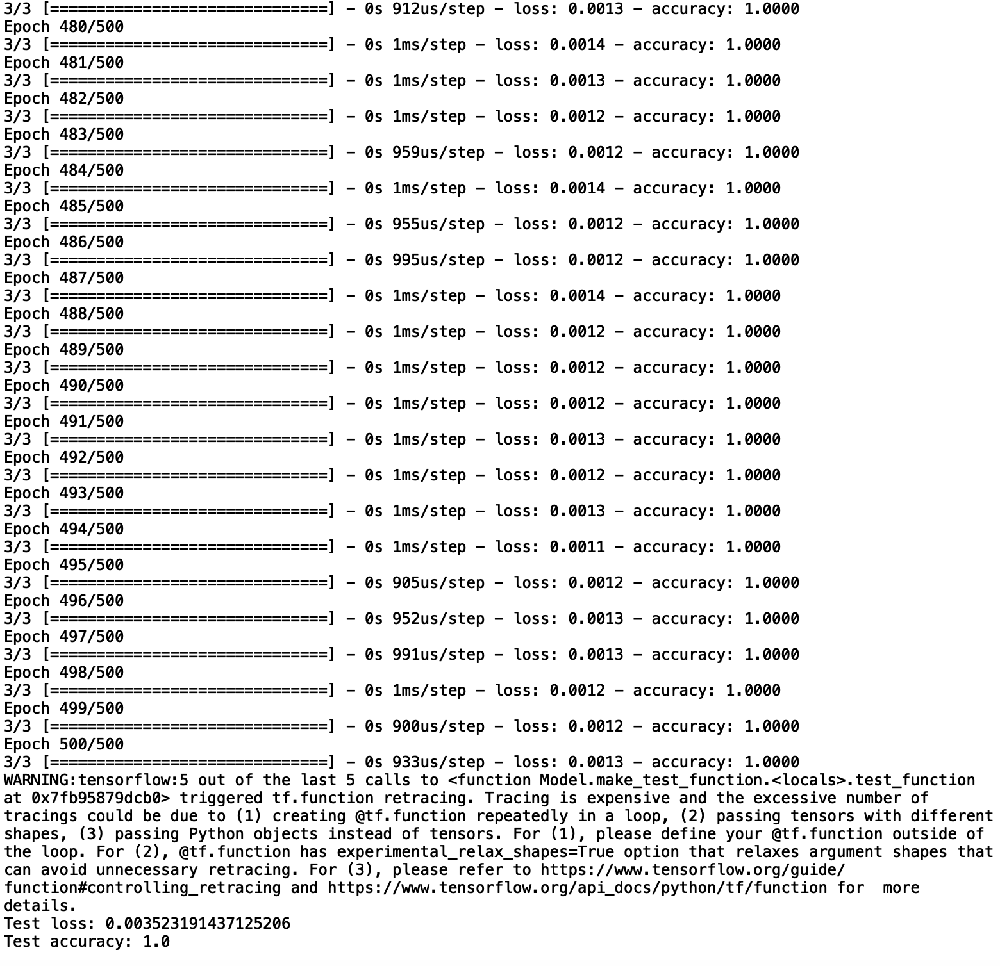 3/3 [==============================] - 0s 912us/step - loss: 0.0013 - accuracy: 1.0000
Epoch 480/500
3/3 [==============================] - 0s 1ms/step - loss: 0.0014 - accuracy: 1.0000
Epoch 481/500
3/3 [==============================] - 0s 1ms/step - loss: 0.0013 - accuracy: 1.0000
Epoch 482/500
3/3 [==============================] - 0s 1ms/step - loss: 0.0012 - accuracy: 1.0000
Epoch 483/500
3/3 [==============================] - 0s 959us/step - loss: 0.0012 - accuracy: 1.0000
Epoch 484/500
3/3 [==============================] - 0s 1ms/step - loss: 0.0014 - accuracy: 1.0000
Epoch 485/500
3/3 [==============================] - 0s 955us/step - loss: 0.0012 - accuracy: 1.0000
Epoch 486/500
3/3 [==============================] - 0s 995us/step - loss: 0.0012 - accuracy: 1.0000
Epoch 487/500
3/3 [==============================] - 0s 1ms/step - loss: 0.0014 - accuracy: 1.0000
Epoch 488/500
3/3 [==============================] - 0s 1ms/step - loss: 0.0012 - accuracy: 1.0000
Epoch 489/500
3/3 [==============================] - 0s 1ms/step - loss: 0.0012 - accuracy: 1.0000
Epoch 490/500
3/3 [==============================] - 0s 1ms/step - loss: 0.0012 - accuracy: 1.0000
Epoch 491/500
3/3 [==============================] - 0s 1ms/step - loss: 0.0013 - accuracy: 1.0000
Epoch 492/500
3/3 [==============================] - 0s 1ms/step - loss: 0.0012 - accuracy: 1.0000
Epoch 493/500
3/3 [==============================] - 0s 1ms/step - loss: 0.0013 - accuracy: 1.0000
Epoch 494/500
3/3 [==============================] - 0s 1ms/step - loss: 0.0011 - accuracy: 1.0000
Epoch 495/500
3/3 [==============================] - 0s 905us/step - loss: 0.0012 - accuracy: 1.0000
Epoch 496/500
3/3 [==============================] - 0s 952us/step - loss: 0.0013 - accuracy: 1.0000
Epoch 497/500
3/3 [==============================] - 0s 991us/step - loss: 0.0013 - accuracy: 1.0000
Epoch 498/500
3/3 [==============================] - 0s 1ms/step - loss: 0.0012 - accuracy: 1.0000
Epoch 499/500
3/3 [==============================] - 0s 900us/step - loss: 0.0012 - accuracy: 1.0000
Epoch 500/500
3/3 [==============================] - 0s 933us/step - loss: 0.0013 - accuracy: 1.0000
WARNING:tensorflow:5 out of the last 5 calls to <function Model.make_test_function.<locals>.test_function
at 0x7fb95879dcb0> triggered tf.function retracing. Tracing is expensive and the excessive number of
tracings could be due to (1) creating @tf.function repeatedly in a loop, (2) passing tensors with different
shapes, (3) passing Python objects instead of tensors. For (1), please define your @tf.function outside of
the loop. For (2), @tf.function has experimental_relax_shapes=True option that relaxes argument shapes that
can avoid unnecessary retracing. For (3), please refer to https://www.tensorflow.org/guide/
function#controlling_retracing and https://www.tensorflow.org/api_docs/python/tf/function for  more
details.
Test loss: 0.003523191437125206
Test accuracy: 1.0